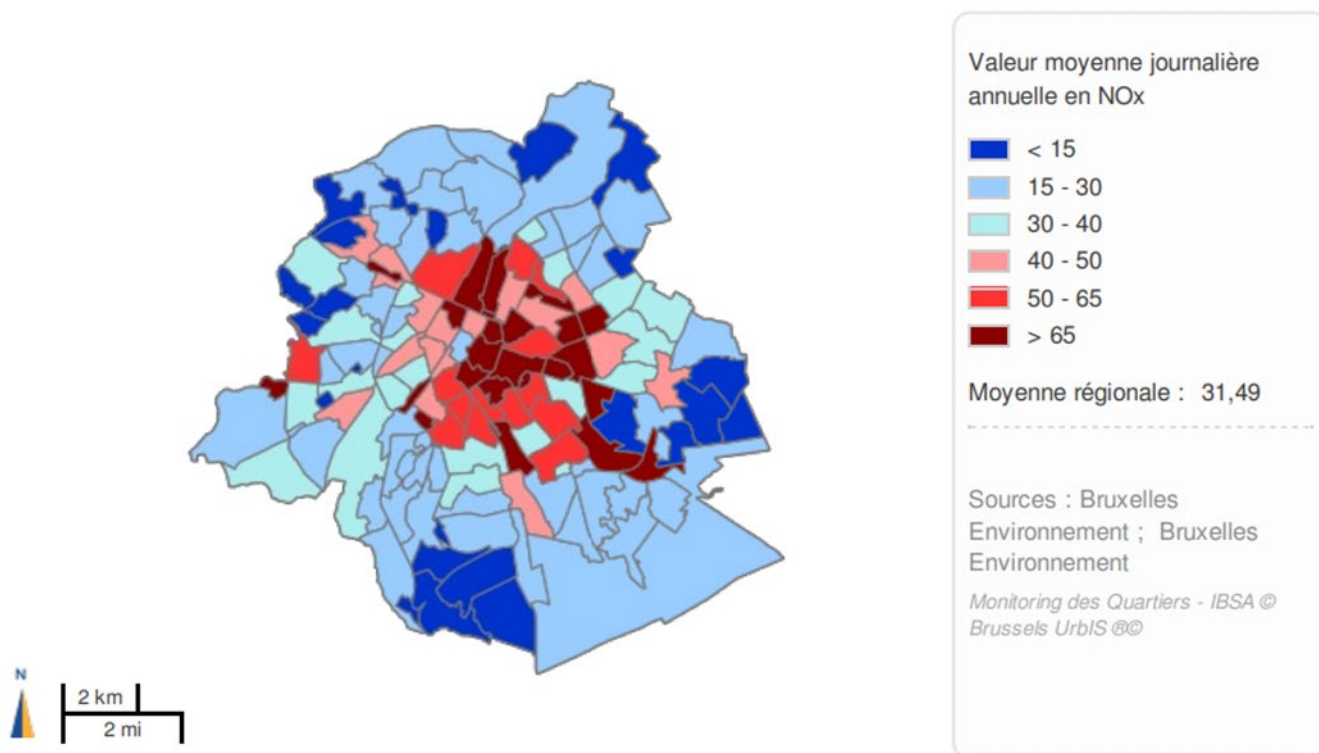 Valeur moyenne journalière
annuelle en NOx
< 15
15 - 30
30 - 40
40 - 50
50 - 65
> 65
Moyenne régionale : 31,49
Sources : Bruxelles
Environnement ; Bruxelles
Environnement
Monitoring des Quartiers - IBSA ©
Brussels UrbIS ®©
N
2 km
2 mi